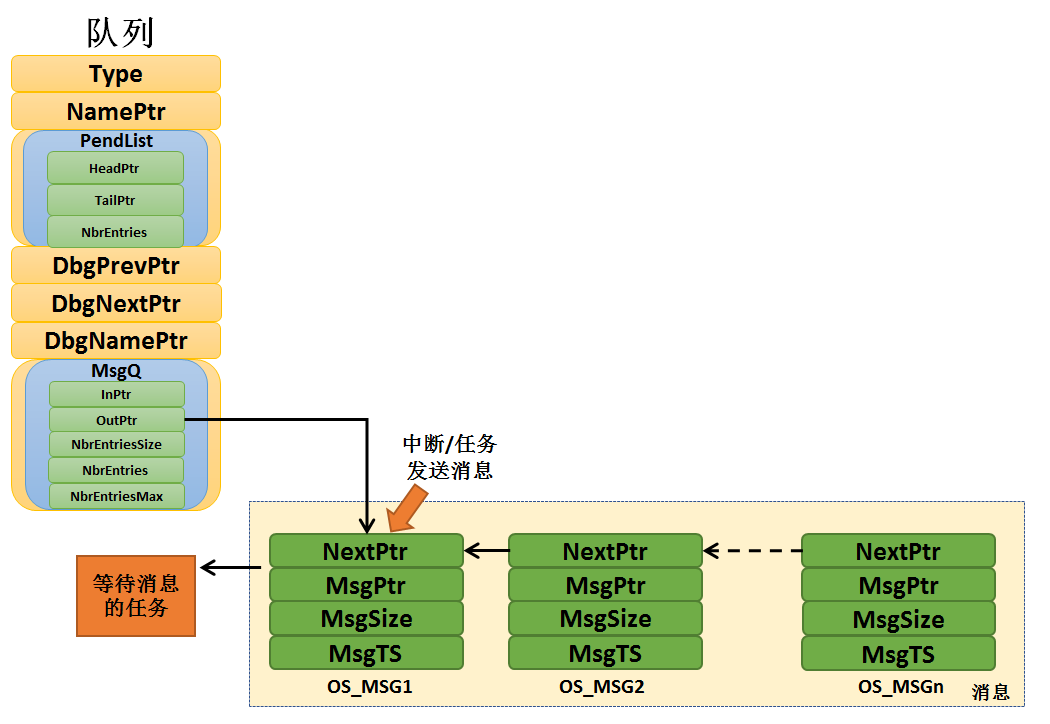 队列
Type
NamePtr
PendList
HeadPtr
TailPtr
NbrEntries
DbgPrevPtr
DbgNextPtr
DbgNamePtr
MsgQ
InPtr
OutPtr
NbrEntriesSize
NbrEntries
NbrEntriesMax
中断/任务
发送消息
等待消息
的任务
NextPtr
MsgPtr
MsgSize
MsgTS
OS_MSG1
NextPtr
MsgPtr
MsgSize
MsgTS
OS_MSG2
NextPtr
MsgPtr
MsgSize
MsgTS
OS_MSGn
消息